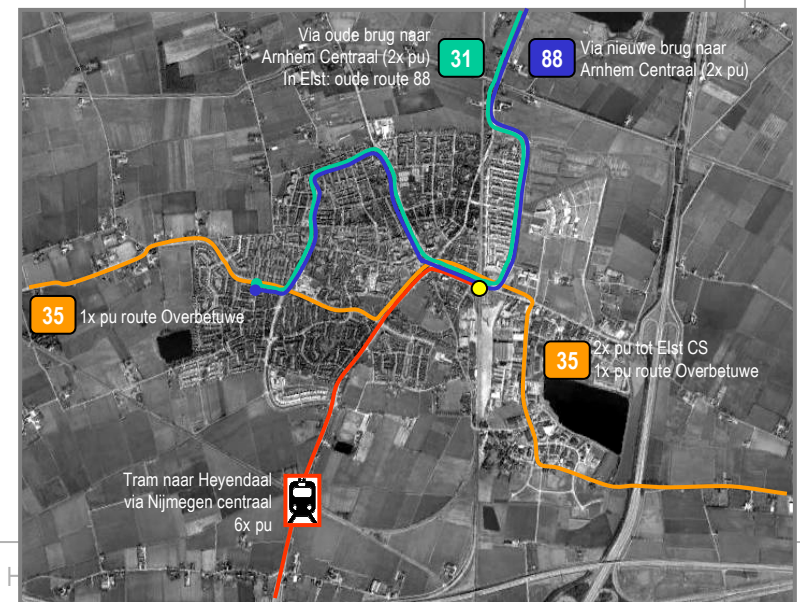 Via oude brug naar
Arnhem Centraal (2x pu)
In Elst: oude route 88
31
88
Via nieuwe brug naar
Arnhem Centraal (2x pu)
35
1x pu route Overbetuwe
35
2x pu tot Elst CS
1x pu route Overbetuwe
Tram naar Heyendaal
via Nijmegen centraal
6x pu
H